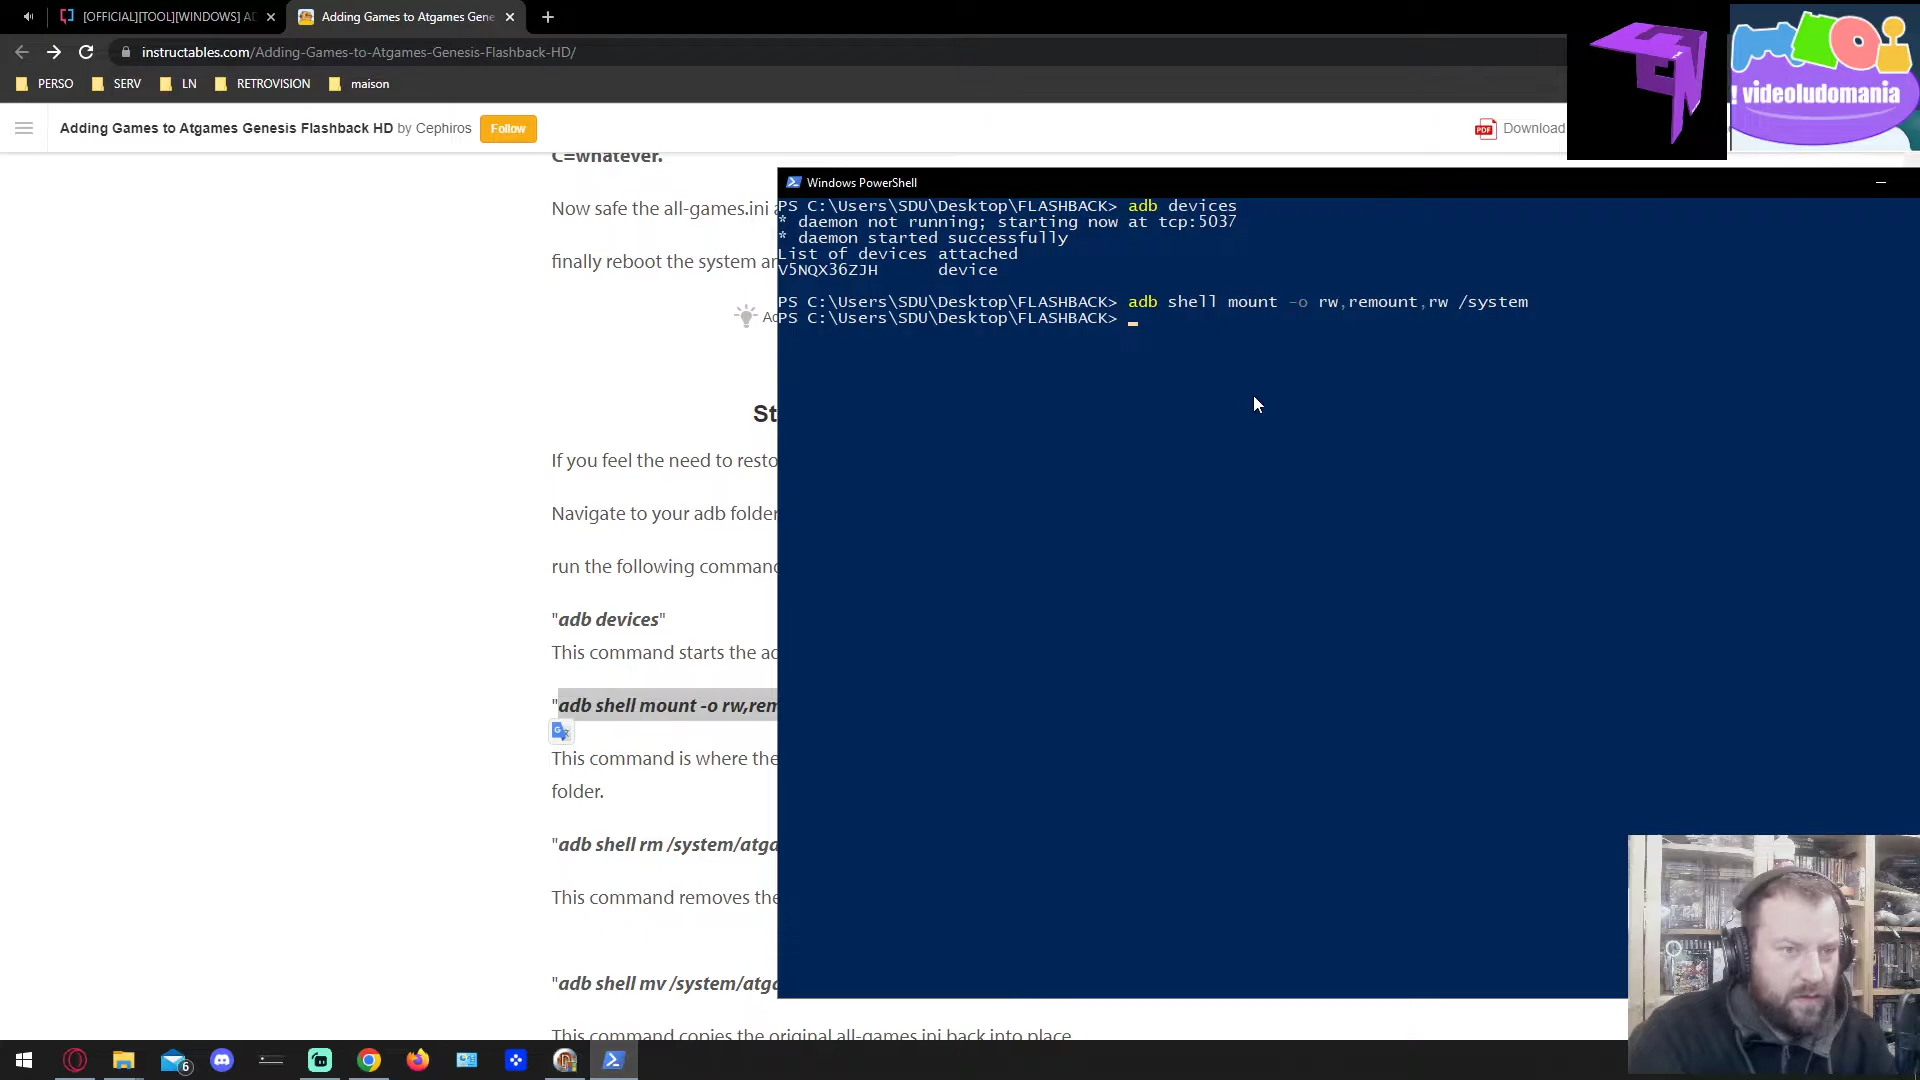 [OFFICIAL][TOOL][WINDOWS] AD
Adding Games to Atgames Gene
instructables.com/Adding-Games-to-Atgames-Genesis-Flashback-HD/
PERSO
SERV
LN
RETROVISION
maison
! videoludomania
Adding Games to Atgames Genesis Flashback HD by Cephiros
Follow
PDF
Download
C=whatever.
Now safe the all-games.ini a
finally reboot the system an
Ad
St
If you feel the need to resto
Navigate to your adb folder
run the following command
"adb devices"
This command starts the ad
"adb shell mount -o rw,rem
This command is where the
folder.
"adb shell rm /system/atga
This command removes the
"adb shell mv /system/atga
This command copies the original all-games ini back into place
Windows PowerShell
PS C:\Users\SDU\Desktop\FLASHBACK> adb devices
* daemon not running; starting now at tcp:5037
* daemon started successfully
List of devices attached
V5NQX36ZJH device
PS C:\Users\SDU\Desktop\FLASHBACK> adb shell mount -o rw,remount,rw /system
PS C:\Users\SDU\Desktop\FLASHBACK>
6